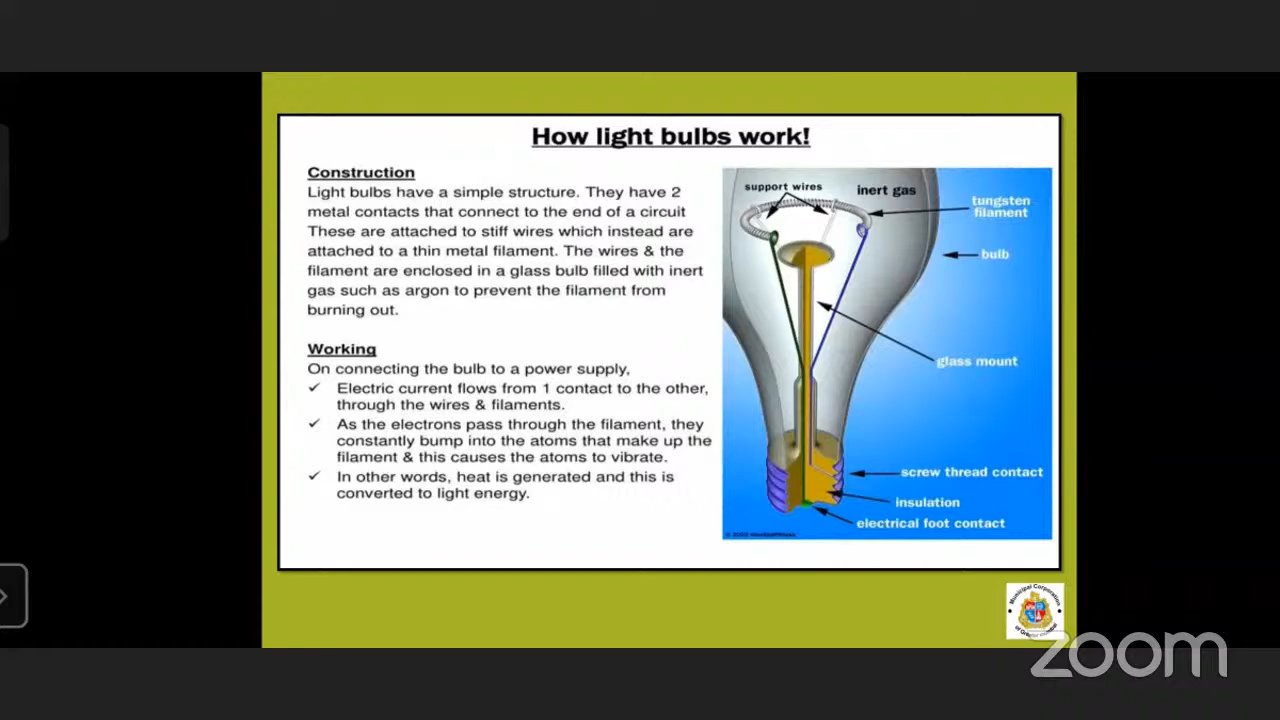 How light bulbs work!
Construction
Light bulbs have a simple structure. They have 2
metal contacts that connect to the end of a circuit
These are attached to stiff wires which instead are
attached to a thin metal filament. The wires & the
filament are enclosed in a glass bulb filled with inert
gas such as argon to prevent the filament from
burning out.
Working
On connecting the bulb to a power supply,
✓ Electric current flows from 1 contact to the other,
through the wires & filaments.
✓ As the electrons pass through the filament, they
constantly bump into the atoms that make up the
filament & this causes the atoms to vibrate.
✓ In other words, heat is generated and this is
converted to light energy.
support wires
inert gas
tungsten
filament
bulb
glass mount
screw thread contact
insulation
electrical foot contact
Municipal Corporation
of Greater Mumbai
zoom